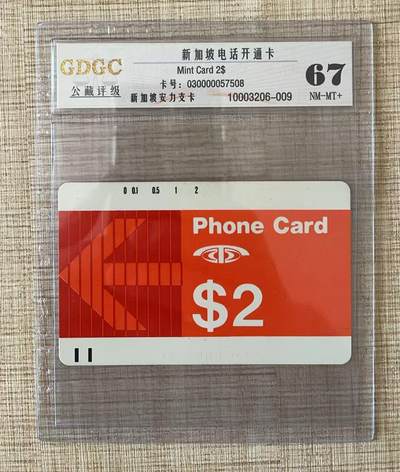 GDGC
公藏评级
新加坡电话开通卡
Mint Card 2$
卡号：030000057508
新加坡安力支卡 10003206-009
67
NM-MT+
0 0.1 0.5 1 2
Phone Card
$2